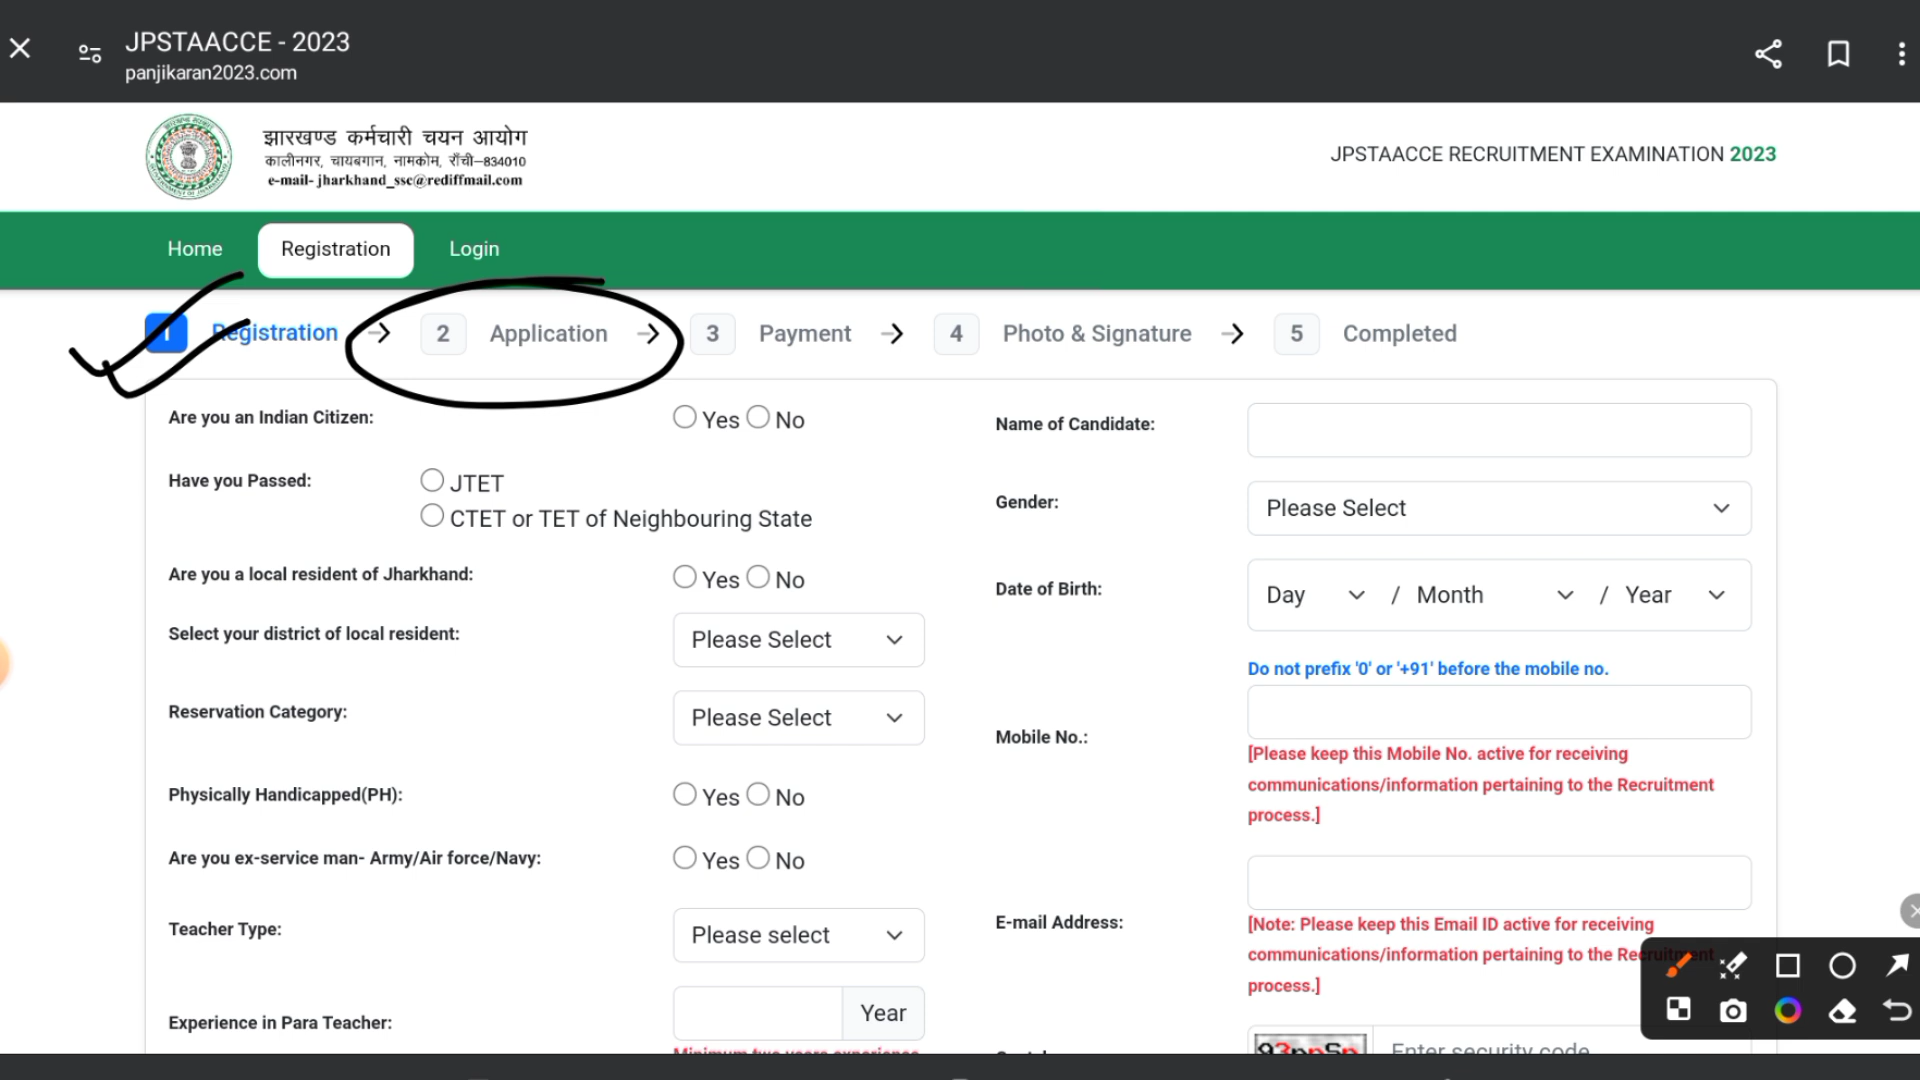 JPSTAACCE - 2023
panjikaran2023.com
झारखण्ड कर्मचारी चयन आयोग
कालीनगर, चायबगान, नामकोम, राँची–834010
e-mail- jharkhand_ssc@rediffmail.com
JPSTAACCE RECRUITMENT EXAMINATION 2023
Home Registration Login
1 Registration → 2 Application → 3 Payment → 4 Photo & Signature → 5 Completed
Are you an Indian Citizen: Yes No
Have you Passed: JTET
CTET or TET of Neighbouring State
Are you a local resident of Jharkhand: Yes No
Select your district of local resident: Please Select
Reservation Category: Please Select
Physically Handicapped(PH): Yes No
Are you ex-service man- Army/Air force/Navy: Yes No
Teacher Type: Please select
Experience in Para Teacher: Year
Minimum two years experience
Name of Candidate:
Gender: Please Select
Date of Birth: Day / Month / Year
Do not prefix '0' or '+91' before the mobile no.
Mobile No.:
[Please keep this Mobile No. active for receiving
communications/information pertaining to the Recruitment
process.]
E-mail Address:
[Note: Please keep this Email ID active for receiving
communications/information pertaining to the Recruitment
process.]
Enter security code